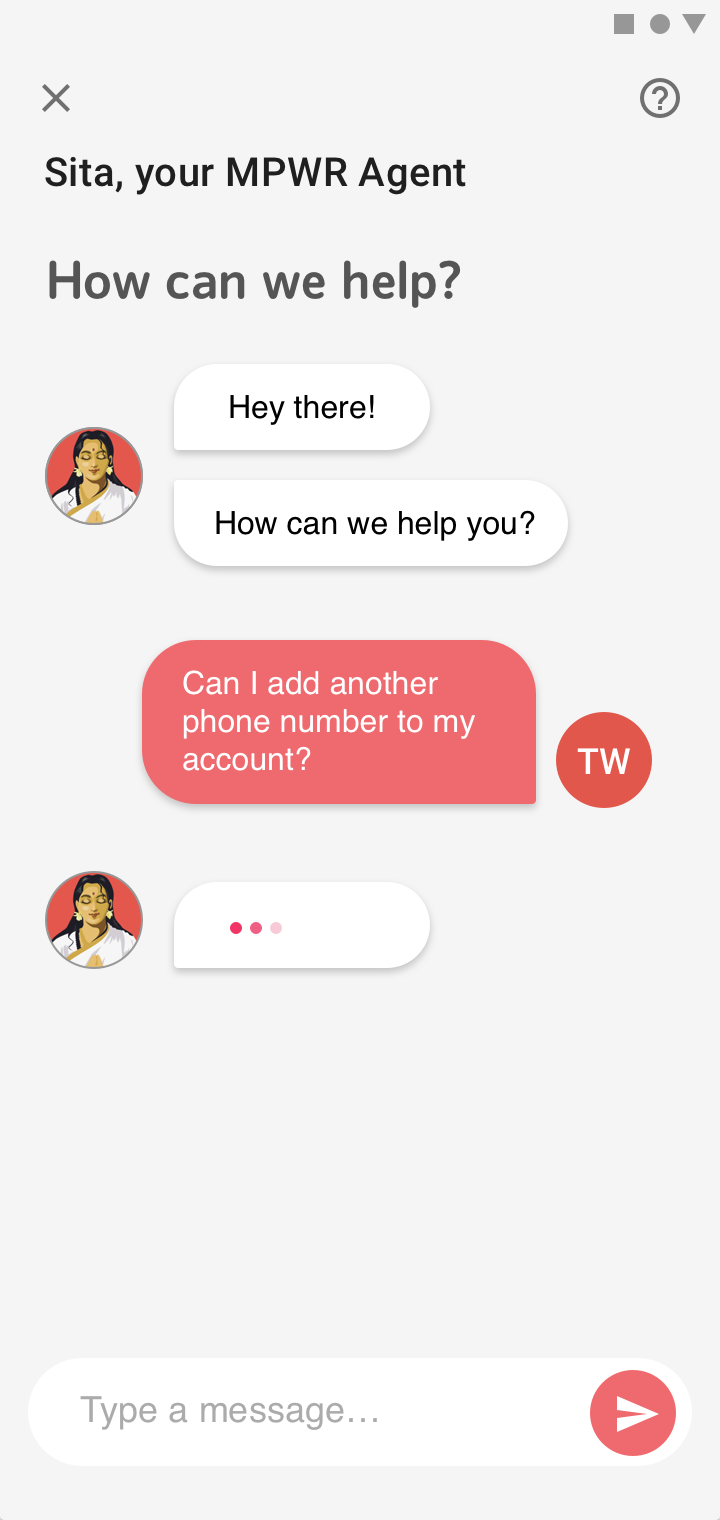 Sita, your MPWR Agent
How can we help?
Hey there!
How can we help you?
Can I add another
phone number to my
account?
TW
Type a message...